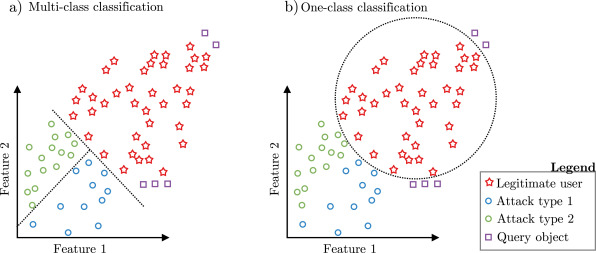 a) Multi-class classification
b) One-class classification
Feature 2
Feature 1
Feature 2
Feature 1
Legend
Legitimate user
Attack type 1
Attack type 2
Query object